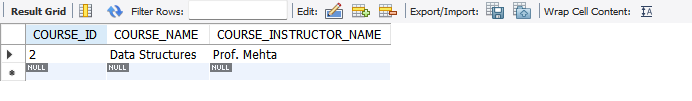 Result Grid Filter Rows: Edit: Export/Import: Wrap Cell Content:
COURSE_ID COURSE_NAME COURSE_INSTRUCTOR_NAME
2 Data Structures Prof. Mehta
NULL NULL NULL